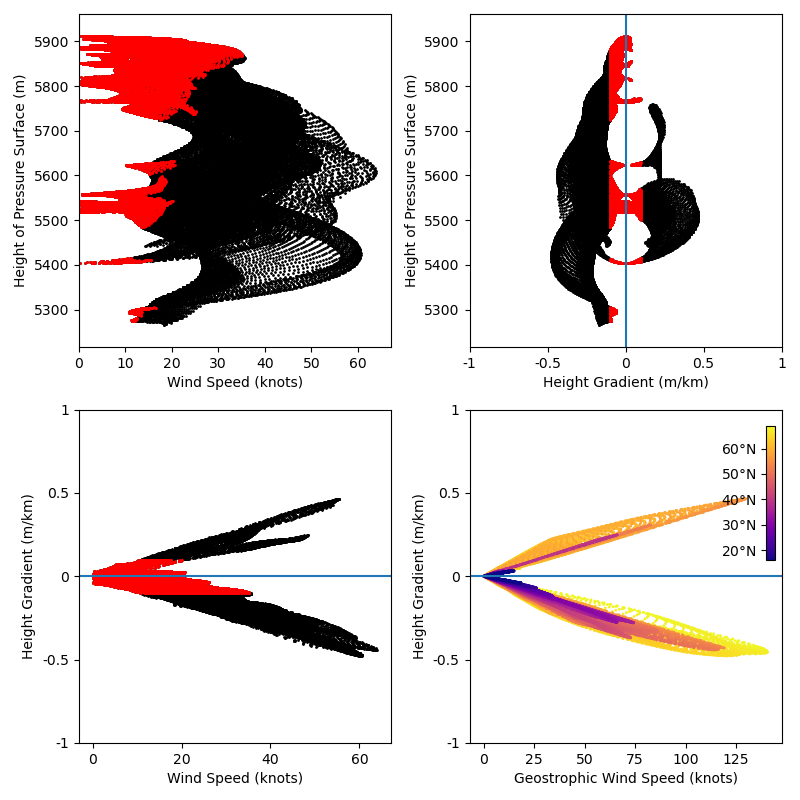 5900
5800
5700
5600
5500
5400
5300
Height of Pressure Surface (m)
0 10 20 30 40 50 60
Wind Speed (knots)
5900
5800
5700
5600
5500
5400
5300
Height of Pressure Surface (m)
-1 -0.5 0 0.5 1
Height Gradient (m/km)
1
0.5
0
-0.5
-1
Height Gradient (m/km)
0 20 40 60
Wind Speed (knots)
1
0.5
0
-0.5
-1
Height Gradient (m/km)
60°N
50°N
40°N
30°N
20°N
0 25 50 75 100 125
Geostrophic Wind Speed (knots)